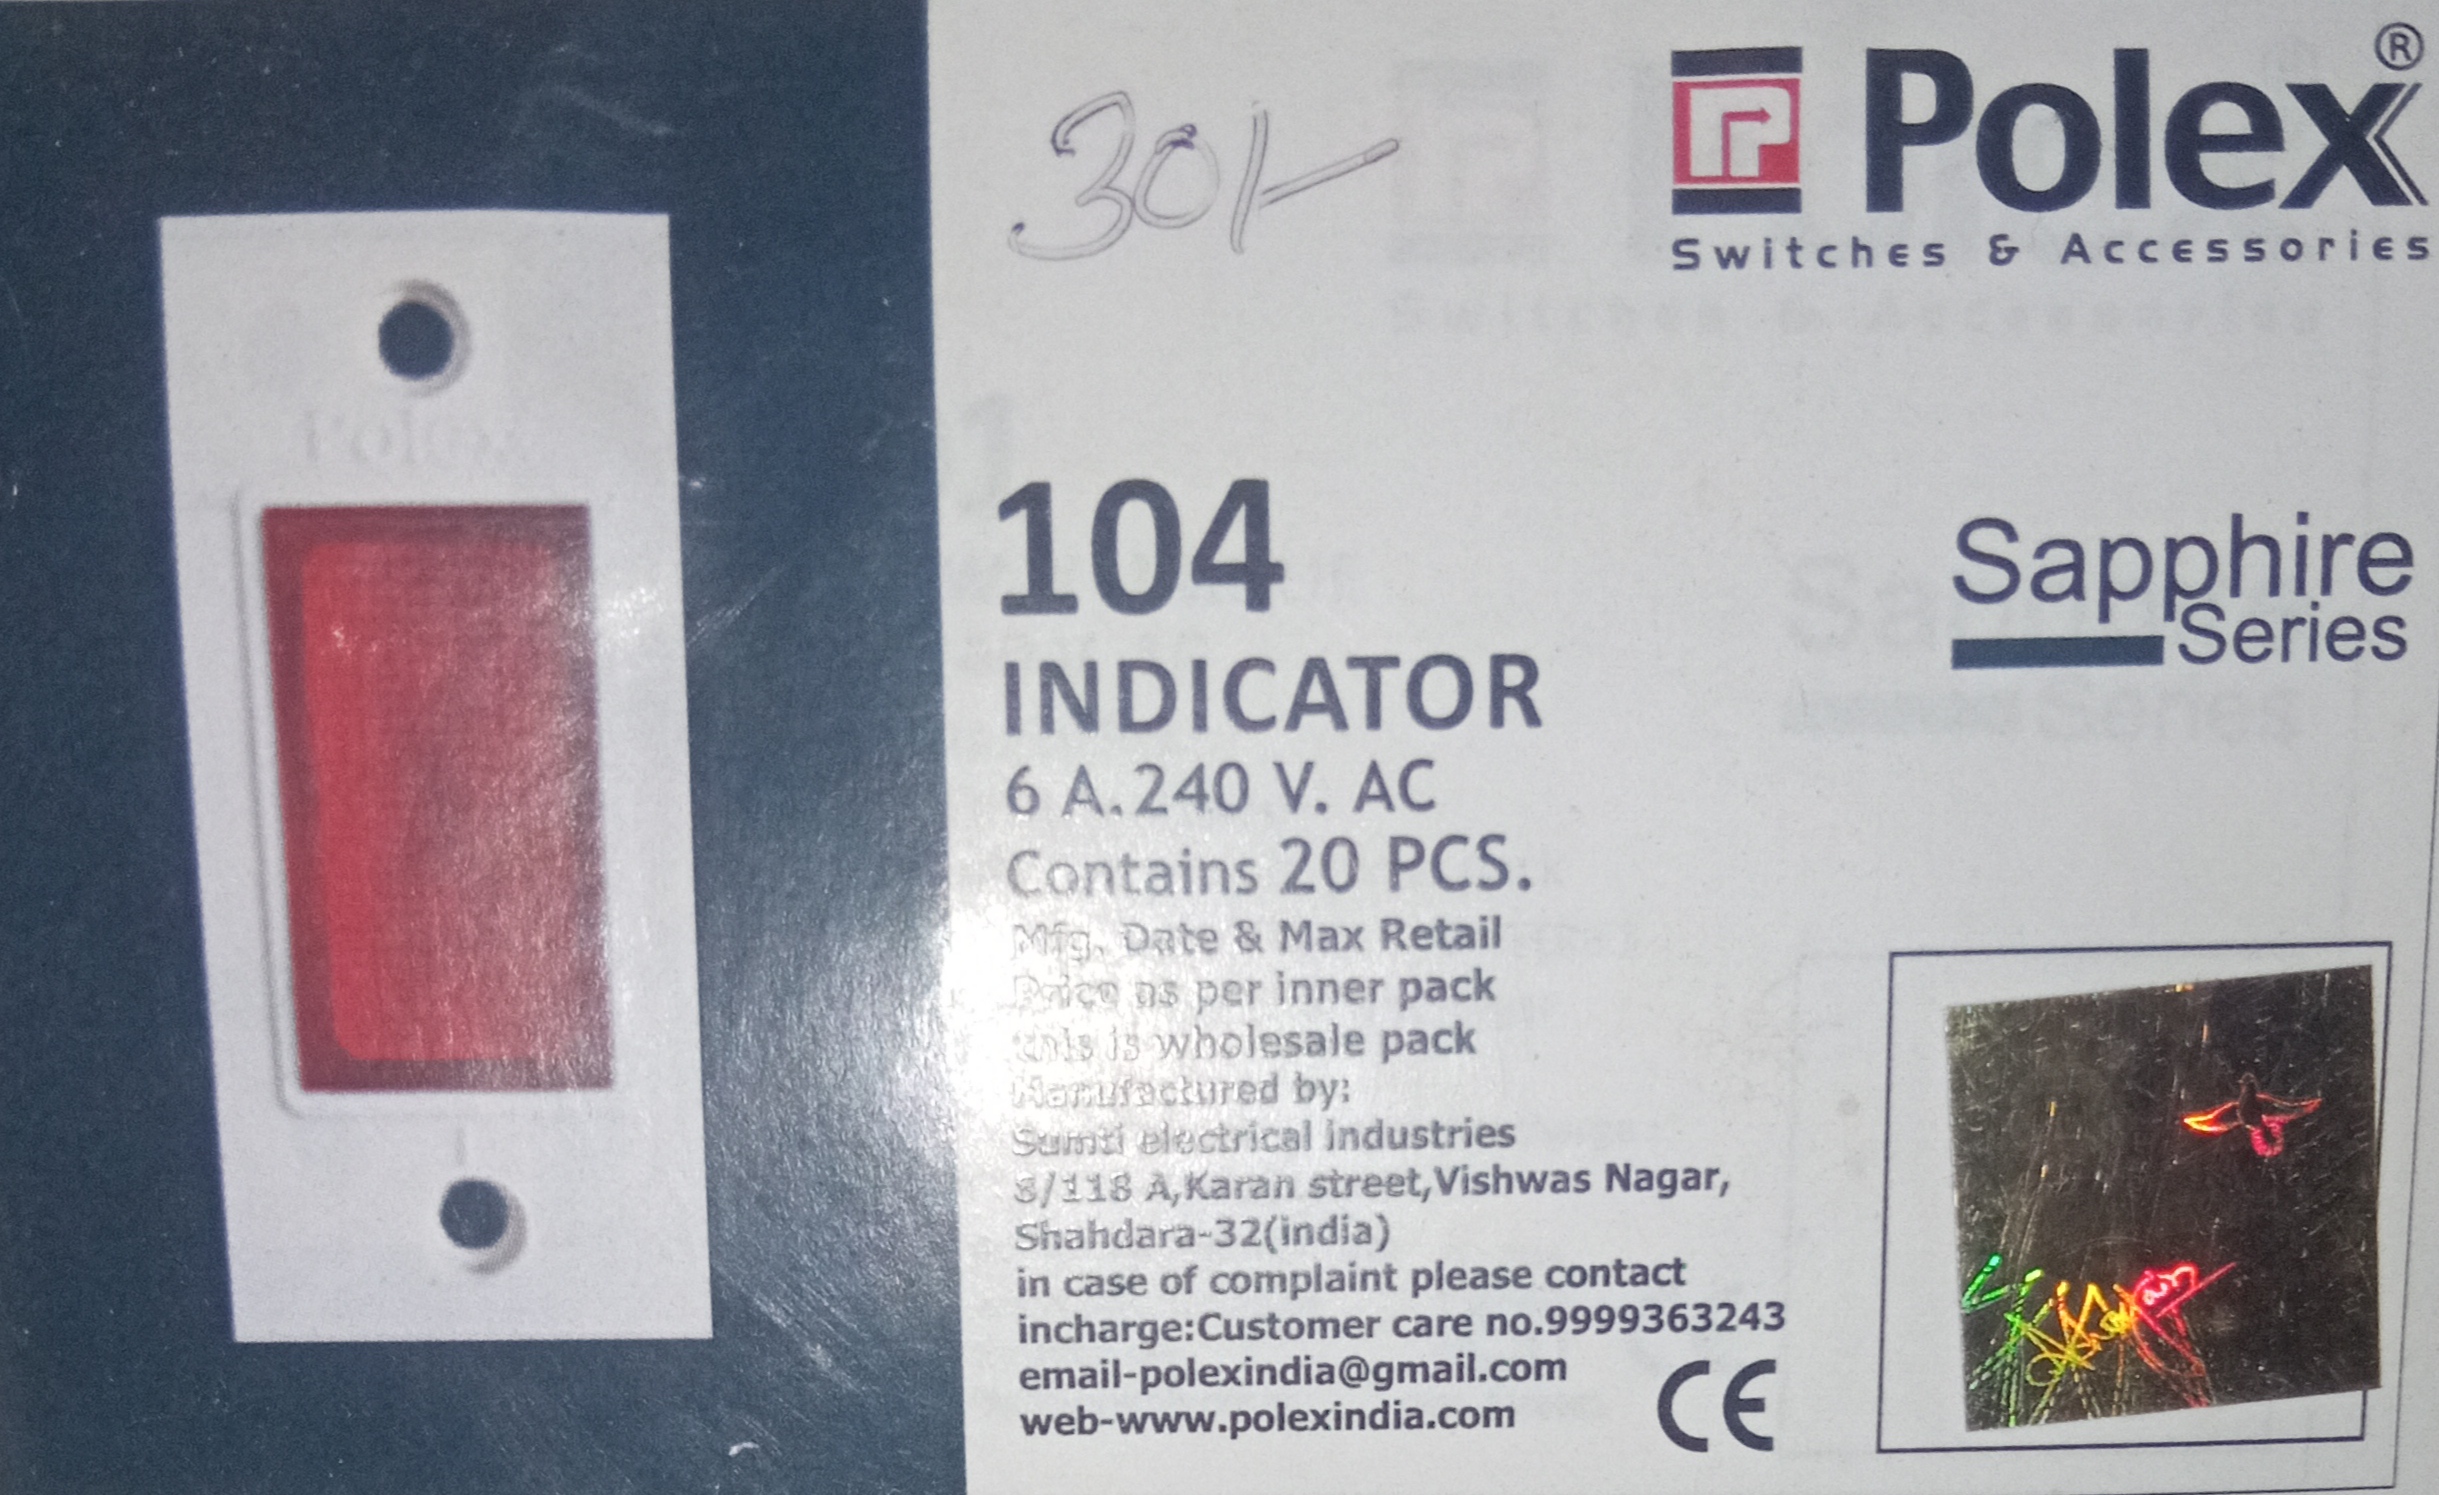 30/-
Polex®
Switches & Accessories
Polex
104
INDICATOR
6 A.240 V. AC
Contains 20 PCS.
Sapphire
Series
Mfg. Date & Max Retail
Price as per inner pack
this is wholesale pack
Manufactured by:
Sumti electrical industries
8/118 A,Karan street,Vishwas Nagar,
Shahdara-32(india)
in case of complaint please contact
incharge:Customer care no.9999363243
email-polexindia@gmail.com
web-www.polexindia.com
CE